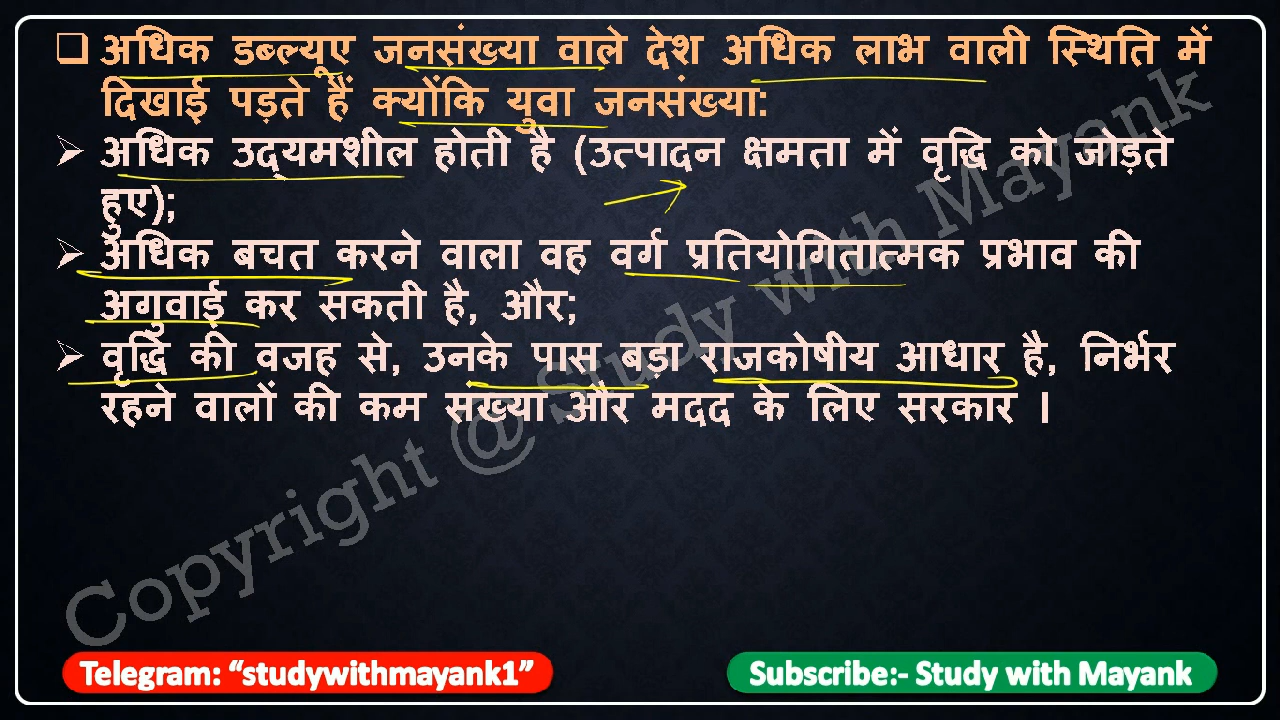 ❑ अधिक डब्ल्यूए जनसंख्या वाले देश अधिक लाभ वाली स्थिति में
दिखाई पड़ते हैं क्योंकि युवा जनसंख्या:
➢ अधिक उद्यमशील होती है (उत्पादन क्षमता में वृद्धि को जोड़ते
हुए);
➢ अधिक बचत करने वाला वह वर्ग प्रतियोगितात्मक प्रभाव की
अगुवाई कर सकती है, और;
➢ वृद्धि की वजह से, उनके पास बड़ा राजकोषीय आधार है, निर्भर
रहने वालों की कम संख्या और मदद के लिए सरकार ।
Copyright @ Study with Mayank
Telegram: “studywithmayank1”
Subscribe:- Study with Mayank